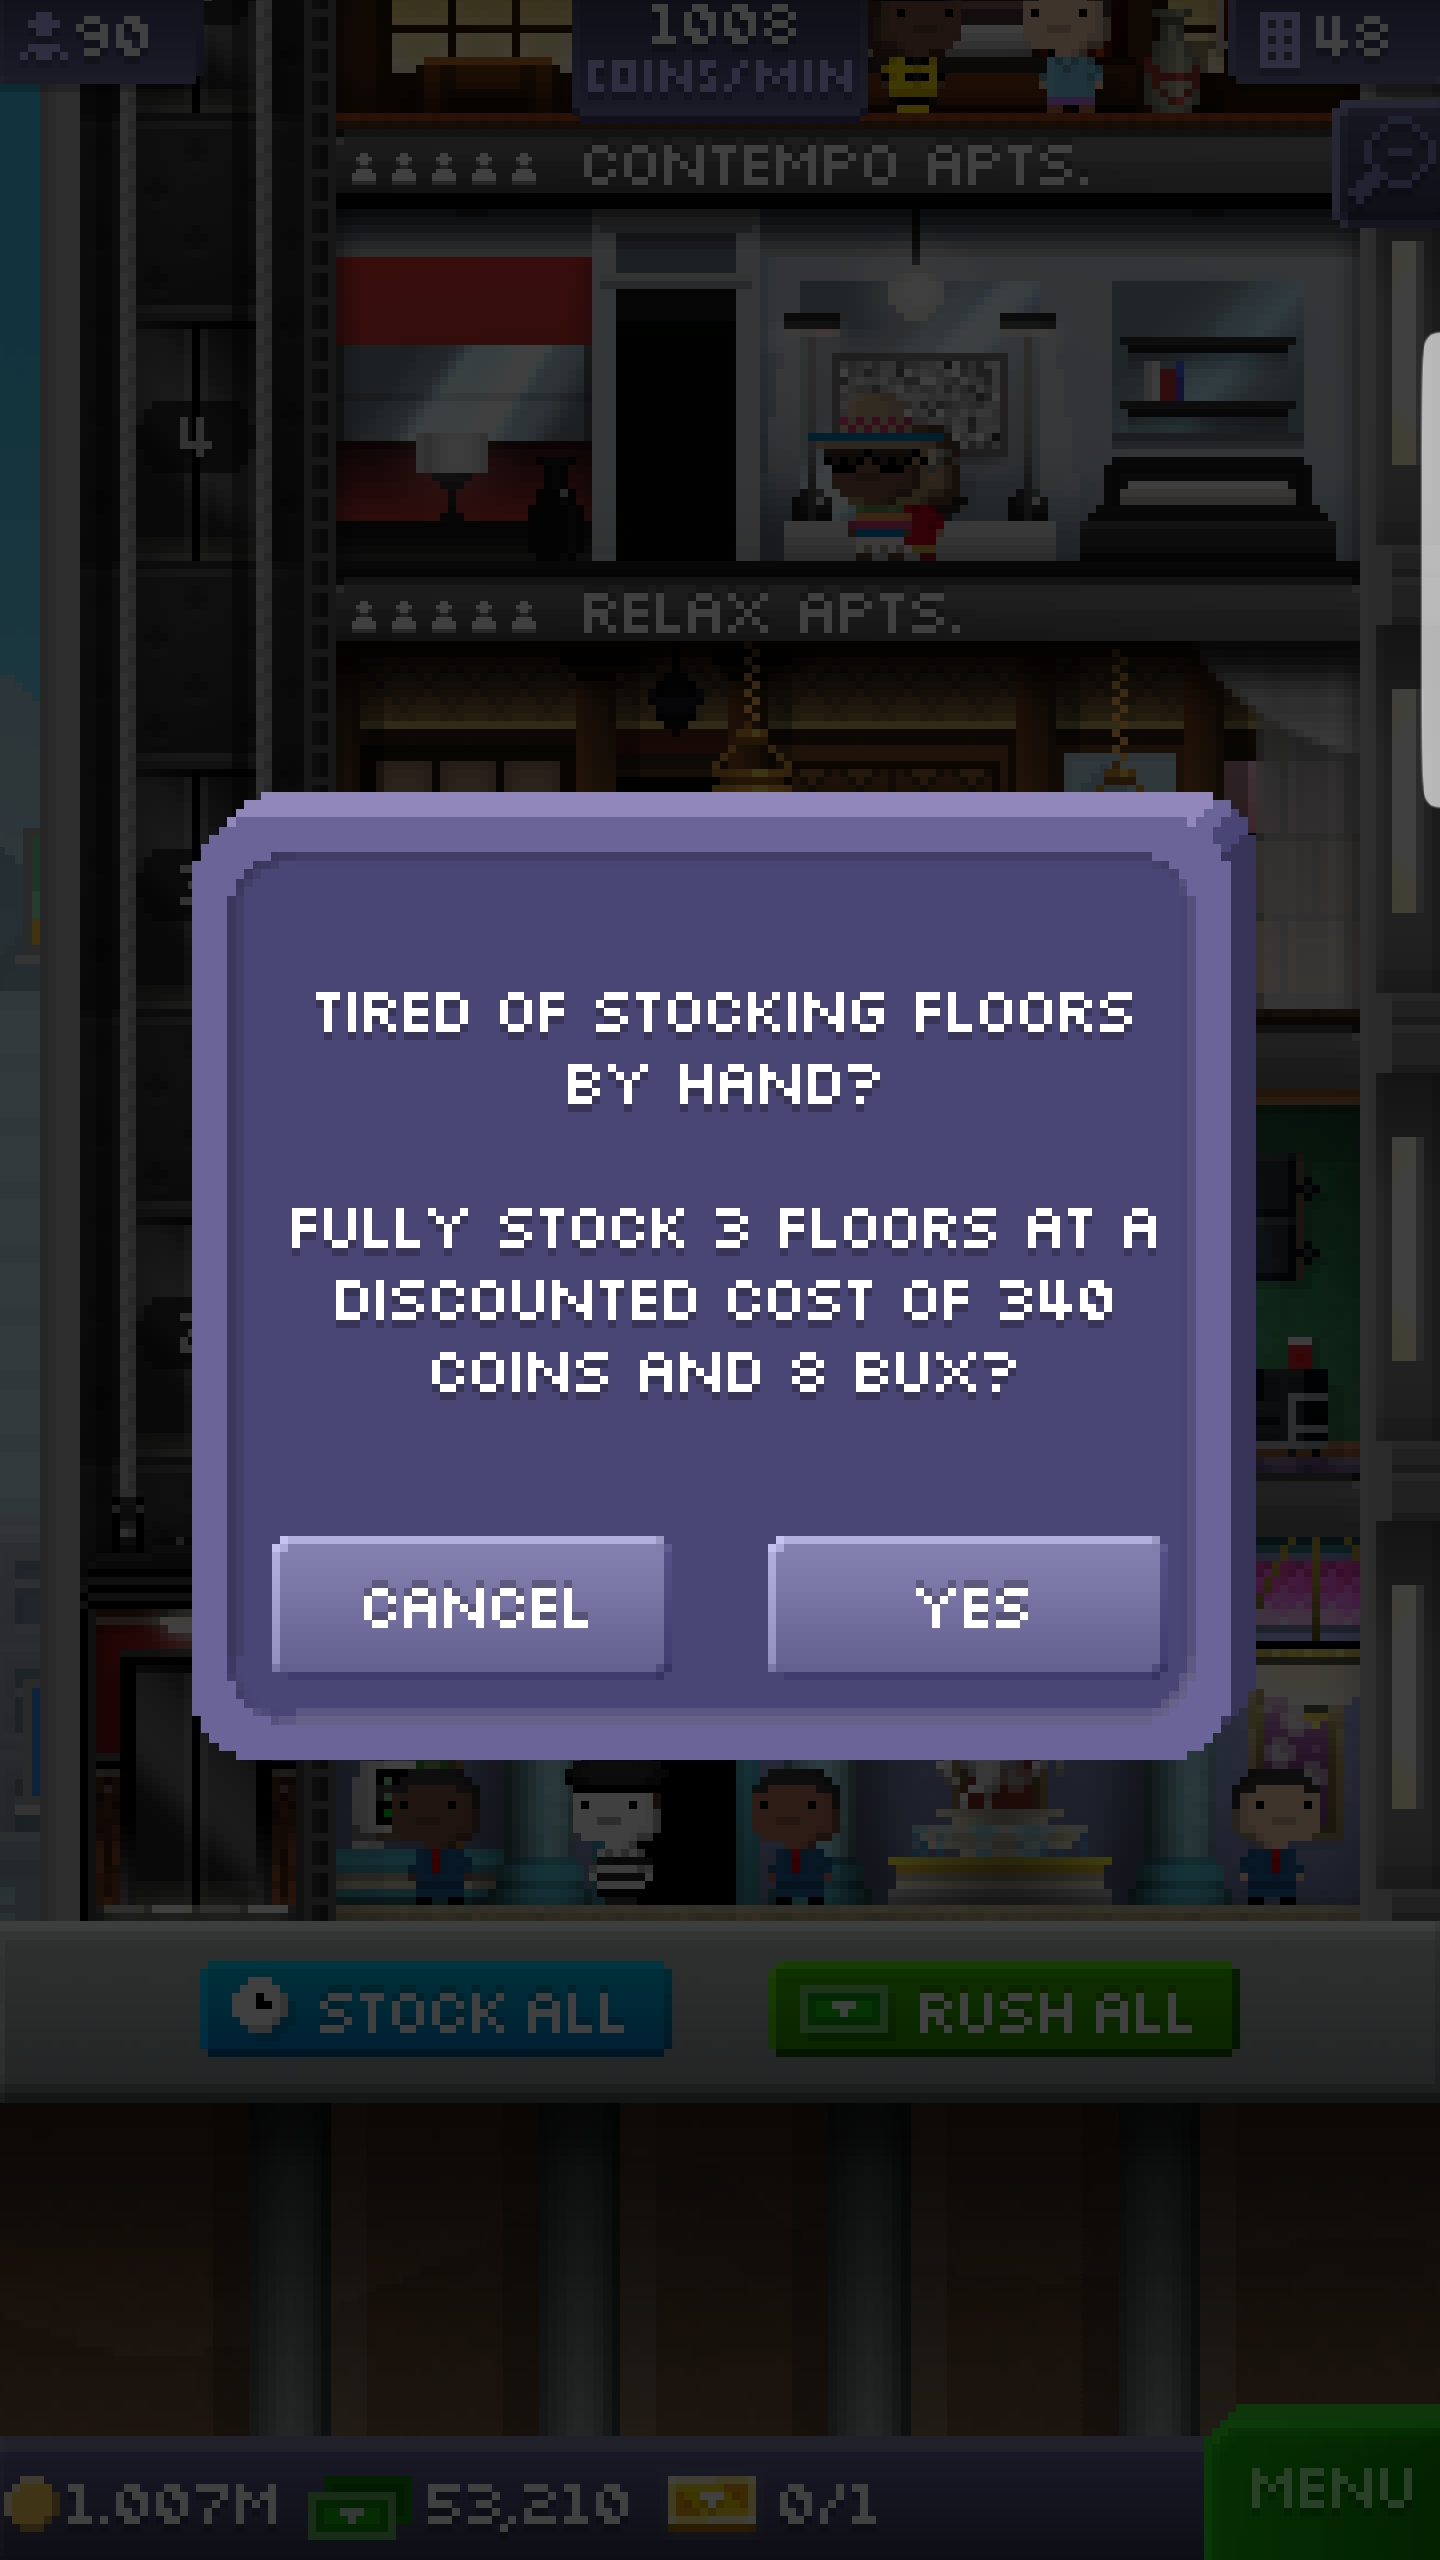 90
1008
COINS/MIN
48
CONTEMPO APTS.
4
RELAX APTS.
TIRED OF STOCKING FLOORS
BY HAND?
FULLY STOCK 3 FLOORS AT A
DISCOUNTED COST OF 340
COINS AND 8 BUX?
CANCEL
YES
STOCK ALL
RUSH ALL
1.007M
53,210
0/1
MENU